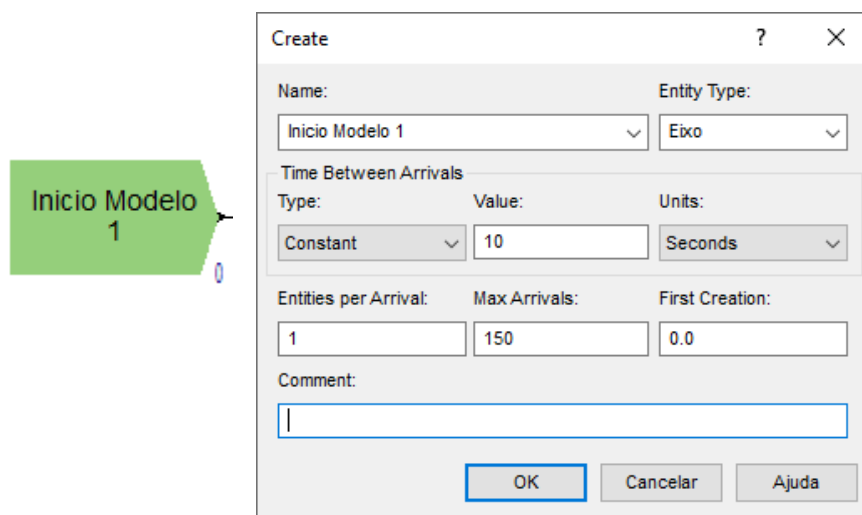 Inicio Modelo
1
0
Create
?
Name:
Entity Type:
Inicio Modelo 1
Eixo
Time Between Arrivals
Type:
Value:
Units:
Constant
10
Seconds
Entities per Arrival:
Max Arrivals:
First Creation:
1
150
0.0
Comment:
OK
Cancelar
Ajuda